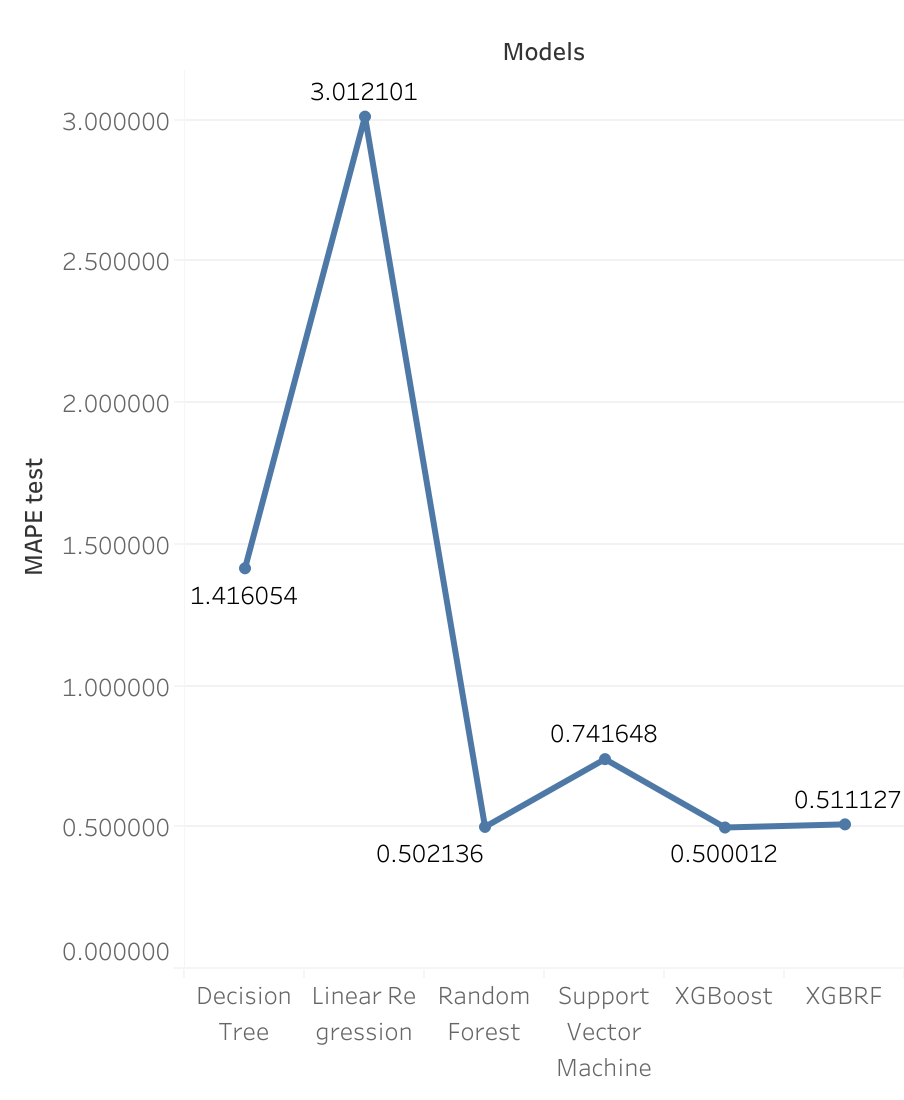 Models
3.012101
3.000000
2.500000
2.000000
MAPE test
1.500000
1.416054
1.000000
0.741648
0.511127
0.500000
0.502136
0.500012
0.000000
Decision
Tree
Linear Re
gression
Random
Forest
Support
Vector
Machine
XGBoost
XGBRF